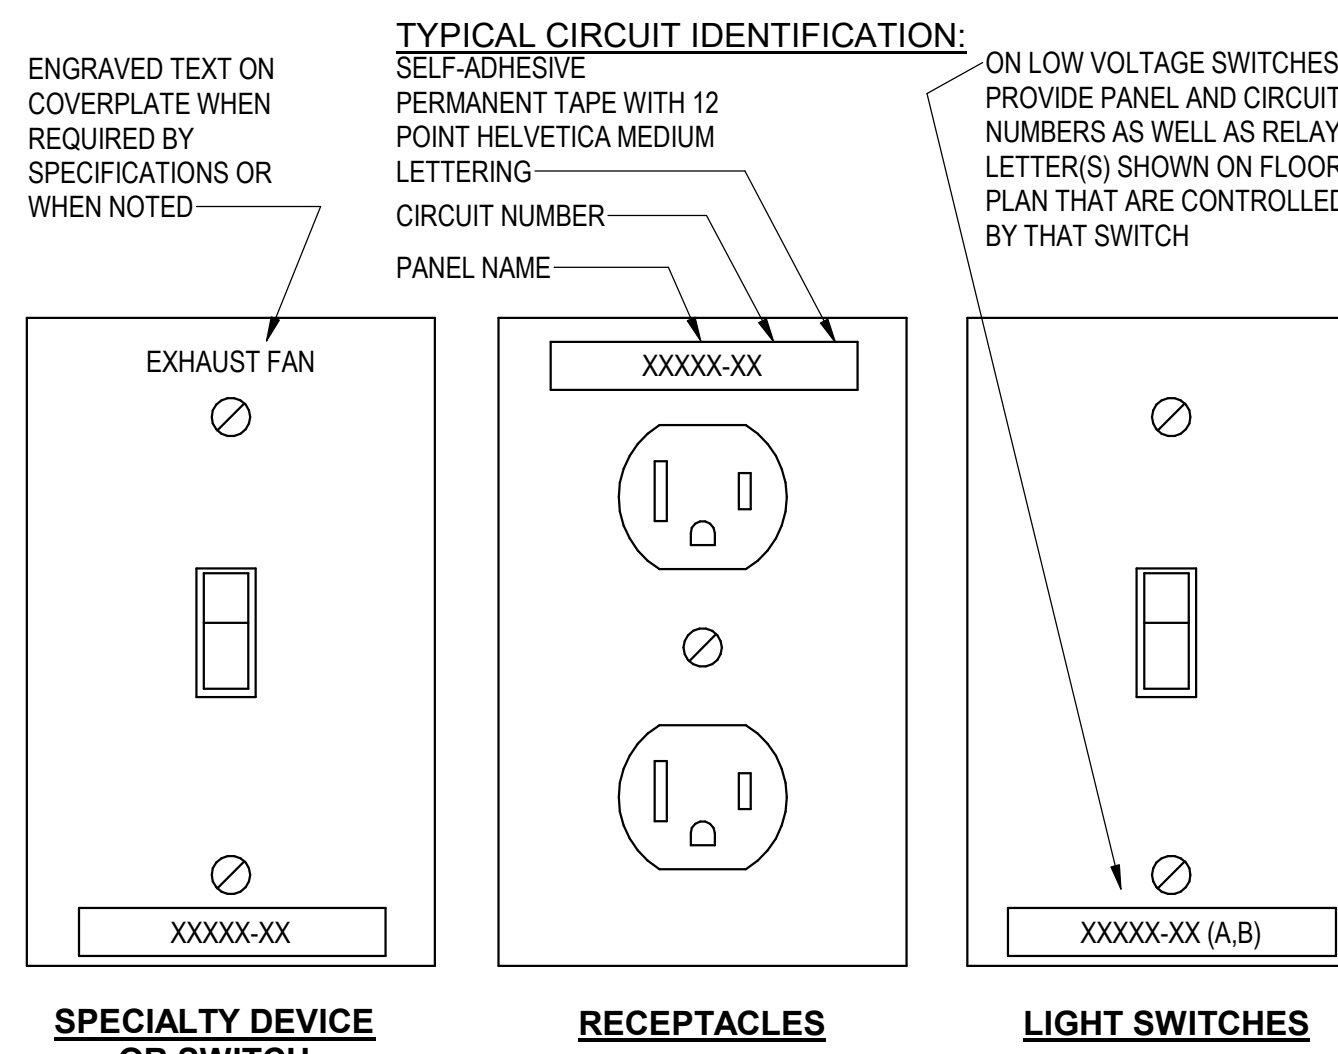 TYPICAL CIRCUIT IDENTIFICATION:
ENGRAVED TEXT ON
COVERPLATE WHEN
REQUIRED BY
SPECIFICATIONS OR
WHEN NOTED
SELF-ADHESIVE
PERMANENT TAPE WITH 12
POINT HELVETICA MEDIUM
LETTERING
CIRCUIT NUMBER
PANEL NAME
ON LOW VOLTAGE SWITCHES
PROVIDE PANEL AND CIRCUIT
NUMBERS AS WELL AS RELAY
LETTER(S) SHOWN ON FLOOR
PLAN THAT ARE CONTROLLED
BY THAT SWITCH
EXHAUST FAN
XXXXX-XX
XXXXX-XX
XXXXX-XX (A,B)
SPECIALTY DEVICE
OR SWITCH
RECEPTACLES
LIGHT SWITCHES